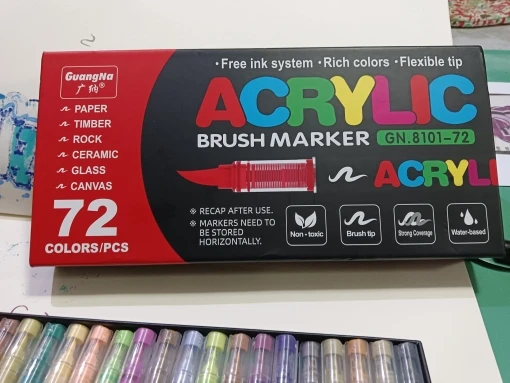 GuangNa
广纳®
PAPER
TIMBER
ROCK
CERAMIC
GLASS
CANVAS
72
COLORS/PCS
·Free ink system ·Rich colors ·Flexible tip
ACRYLIC
BRUSH MARKER GN.8101-72
ACRYLI
RECAP AFTER USE.
MARKERS NEED TO
BE STORED
HORIZONTALLY.
Non-toxic
Brush tip
Strong Coverage
Water-based